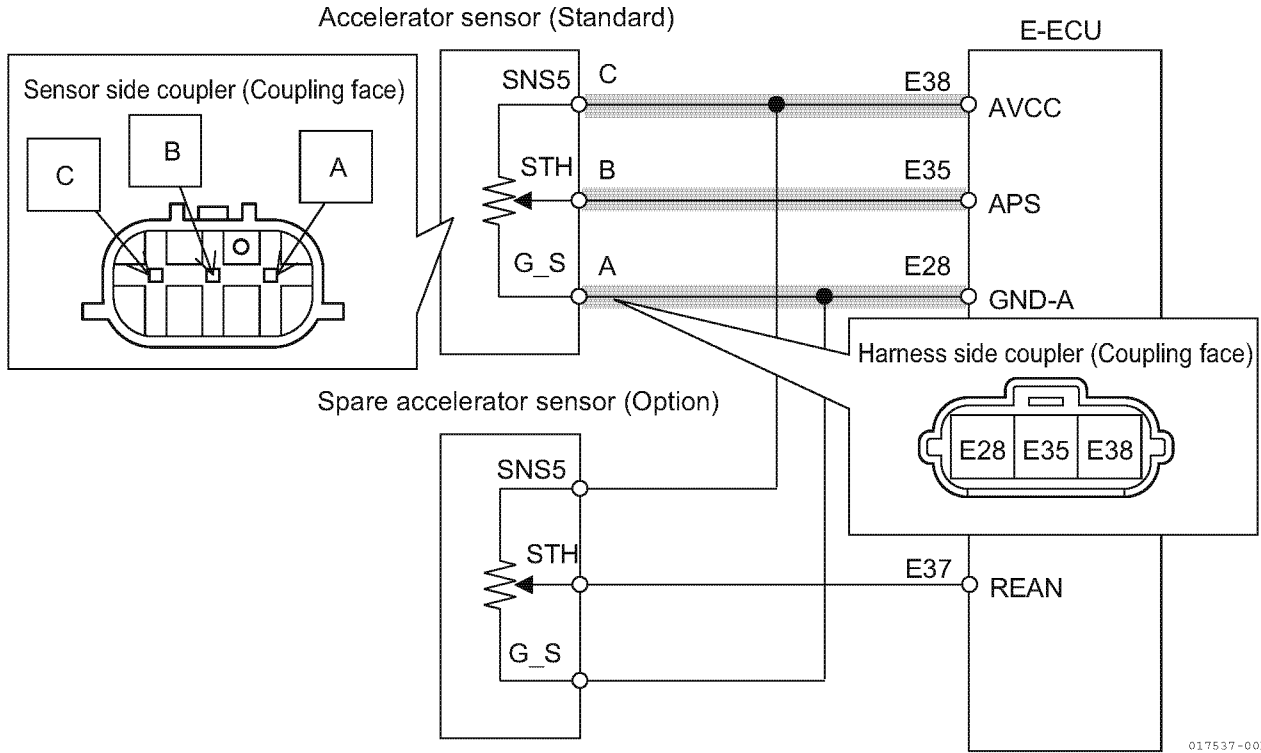 Accelerator sensor (Standard)
E-ECU
Sensor side coupler (Coupling face)
C
B
A
SNS5
C
E38
AVCC
STH
B
E35
APS
G_S
A
E28
GND-A
Harness side coupler (Coupling face)
E28
E35
E38
Spare accelerator sensor (Option)
SNS5
STH
E37
REAN
G_S
017537-00